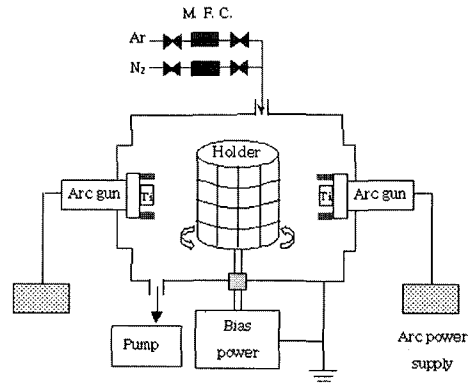 M. F. C.
Ar
N₂
Holder
Arc gun
Ti
Ti
Arc gun
Pump
Bias
power
Arc power
supply